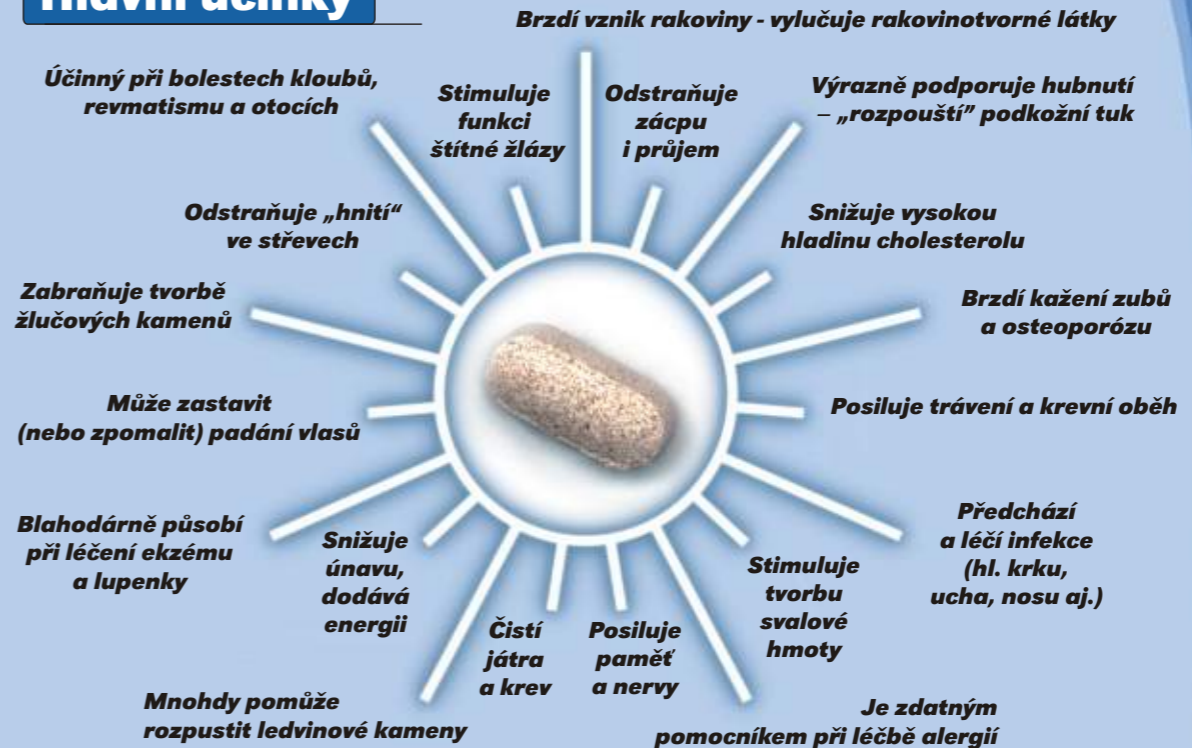 Hlavní účinky
Brzdí vznik rakoviny - vylučuje rakovinotvorné látky
Účinný při bolestech kloubů,
revmatismu a otocích
Stimuluje
funkci
štítné žlázy
Odstraňuje
zácpu
i průjem
Výrazně podporuje hubnutí
– „rozpouští” podkožní tuk
Odstraňuje „hnití“
ve střevech
Snižuje vysokou
hladinu cholesterolu
Zabraňuje tvorbě
žlučových kamenů
Brzdí kažení zubů
a osteoporózu
Může zastavit
(nebo zpomalit) padání vlasů
Posiluje trávení a krevní oběh
Blahodárně působí
při léčení ekzému
a lupenky
Snižuje
únavu,
dodává
energii
Čistí
játra
a krev
Posiluje
paměť
a nervy
Stimuluje
tvorbu
svalové
hmoty
Předchází
a léčí infekce
(hl. krku,
ucha, nosu aj.)
Mnohdy pomůže
rozpustit ledvinové kameny
Je zdatným
pomocníkem při léčbě alergií